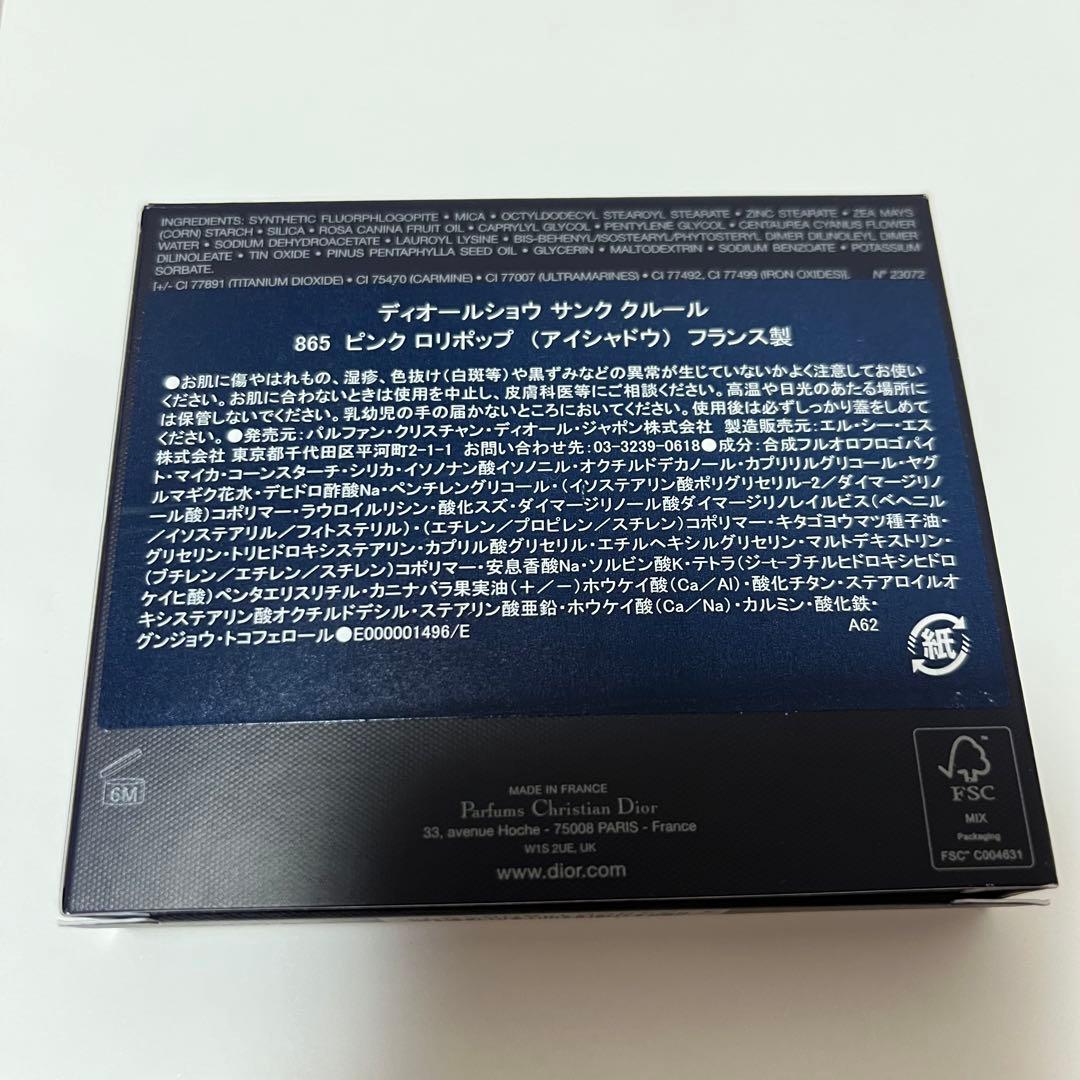 INGREDIENTS: SYNTHETIC FLUORPHLOGOPITE • MICA • OCTYLDODECYL STEAROYL STEARATE • ZINC STEARATE • ZEA MAYS
(CORN) STARCH • SILICA • ROSA CANINA FRUIT OIL • CAPRYLYL GLYCOL • PENTYLENE GLYCOL • CENTAUREA CYANUS FLOWER
WATER • SODIUM DEHYDROACETATE • LAUROYL LYSINE • BIS-BEHENYL/ISOSTEARYL/PHYTOSTERYL DIMER DILINOLEYL DIMER
DILINOLEATE • TIN OXIDE • PINUS PENTAPHYLLA SEED OIL • GLYCERIN • MALTODEXTRIN • SODIUM BENZOATE • POTASSIUM
SORBATE.
[+/- CI 77891 (TITANIUM DIOXIDE) • CI 75470 (CARMINE) • CI 77007 (ULTRAMARINES) • CI 77492, CI 77499 (IRON OXIDES)]. N° 23072
ディオールショウ サンク クルール
865 ピンク ロリポップ （アイシャドウ） フランス製
●お肌に傷やはれもの、湿疹、色抜け(白斑等)や黒ずみなどの異常が生じていないかよく注意してお使い
ください。お肌に合わないときは使用を中止し、皮膚科医等にご相談ください。高温や日光のあたる場所に
は保管しないでください。乳幼児の手の届かないところにおいてください。使用後は必ずしっかり蓋をしめて
ください。●発売元：パルファン・クリスチャン・ディオール・ジャポン株式会社 製造販売元：エル・シー・エス
株式会社 東京都千代田区平河町2-1-1 お問い合わせ先：03-3239-0618●成分：合成フルオロフロゴパイ
ト・マイカ・コーンスターチ・シリカ・イソノナン酸イソノニル・オクチルドデカノール・カプリリルグリコール・ヤグ
ルマギク花水・デヒドロ酢酸Na・ペンチレングリコール・（イソステアリン酸ポリグリセリル-2／ダイマージリノ
ール酸）コポリマー・ラウロイルリシン・酸化スズ・ダイマージリノール酸ダイマージリノレイルビス（ベヘニル
／イソステアリル／フィトステリル）・（エチレン／プロピレン／スチレン）コポリマー・キタゴヨウマツ種子油・
グリセリン・トリヒドロキシステアリン・カプリル酸グリセリル・エチルヘキシルグリセリン・マルトデキストリン・
（ブチレン／エチレン／スチレン）コポリマー・安息香酸Na・ソルビン酸K・テトラ（ジ-t-ブチルヒドロキシヒドロ
ケイヒ酸）ペンタエリスリチル・カニナバラ果実油（＋／－）ホウケイ酸（Ca／Al）・酸化チタン・ステアロイルオ
キシステアリン酸オクチルドデシル・ステアリン酸亜鉛・ホウケイ酸（Ca／Na）・カルミン・酸化鉄・
グンジョウ・トコフェロール●E000001496/E
A62
紙
6M
MADE IN FRANCE
Parfums Christian Dior
33, avenue Hoche - 75008 PARIS - France
W1S 2UE, UK
www.dior.com
FSC
MIX
Packaging
FSC™ C004631